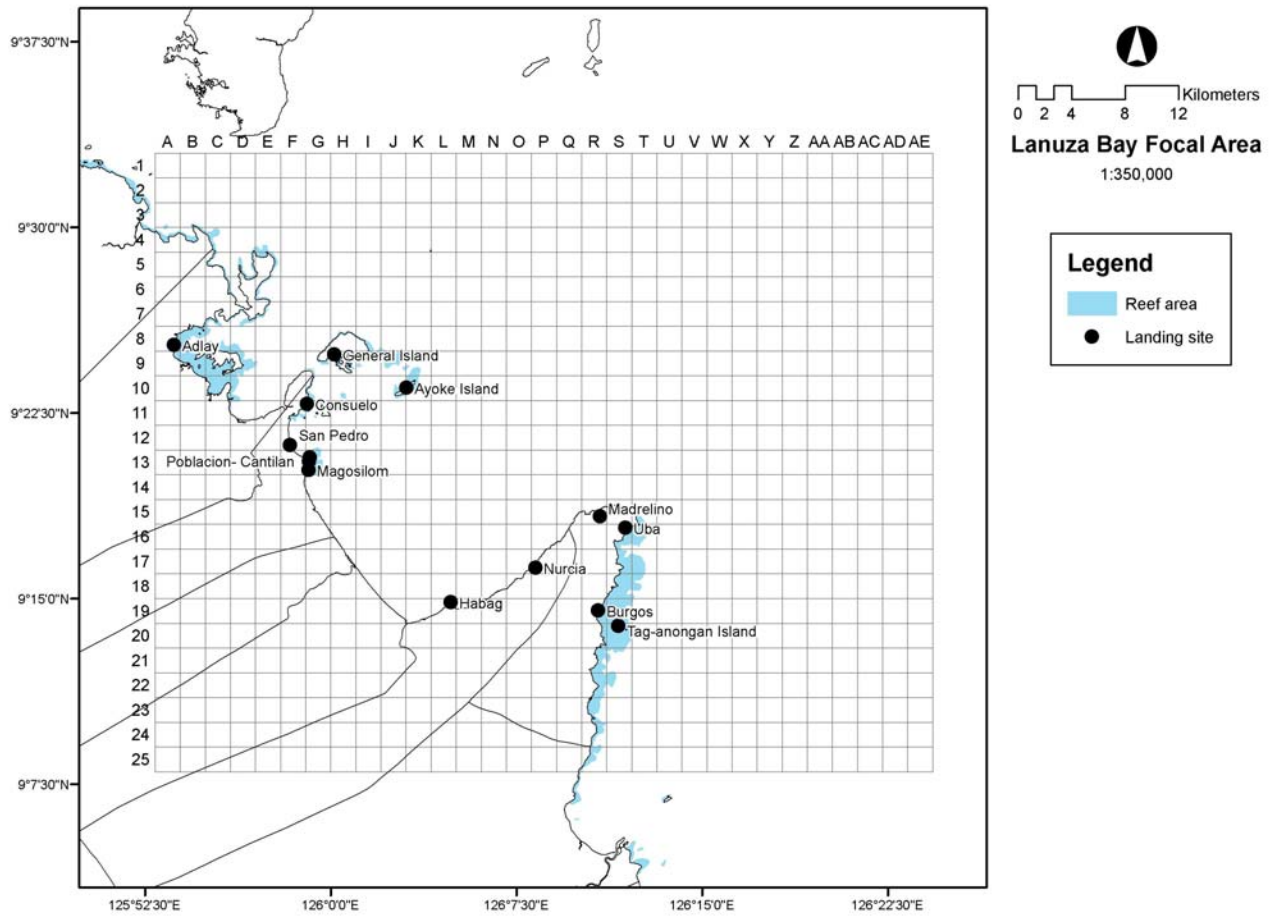 9°37'30"N
9°30'0"N
9°22'30"N
9°15'0"N
9°7'30"N
125°52'30"E 126°0'0"E 126°7'30"E 126°15'0"E 126°22'30"E
A B C D E F G H I J K L M N O P Q R S T U V W X Y Z AA AB AC AD AE
1
2
3
4
5
6
7
8
9
10
11
12
13
14
15
16
17
18
19
20
21
22
23
24
25
Adlay
General Island
Ayoke Island
Consuelo
San Pedro
Poblacion- Cantilan
Magosilom
Madrelino
Uba
Nurcia
Habag
Burgos
Tag-anongan Island
Kilometers
0 2 4 8 12
Lanuza Bay Focal Area
1:350,000
Legend
Reef area
Landing site